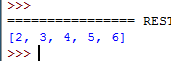 >>>
================ REST
[2, 3, 4, 5, 6]
>>>